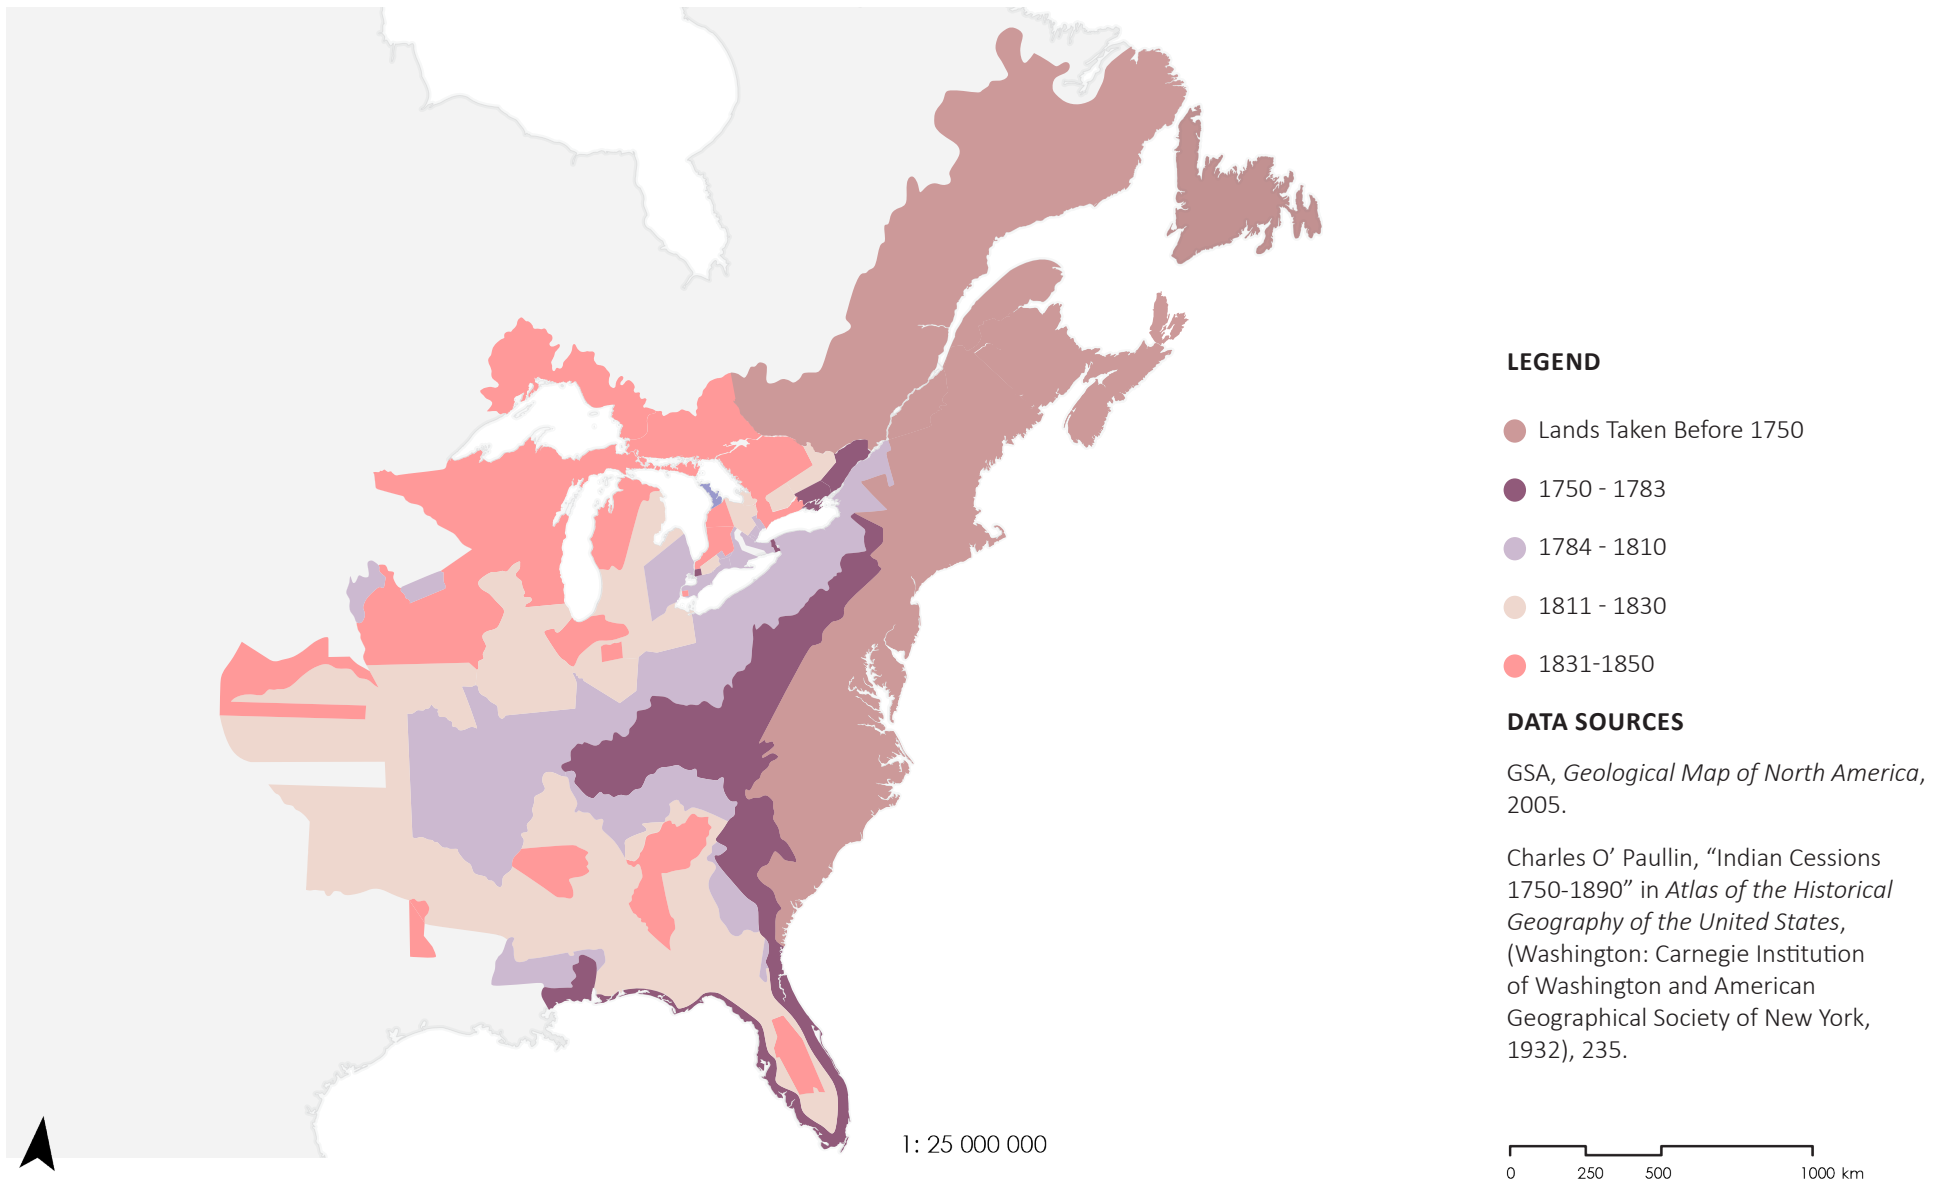 LEGEND
Lands Taken Before 1750
1750 - 1783
1784 - 1810
1811 - 1830
1831-1850
DATA SOURCES
GSA, Geological Map of North America,
2005.
Charles O’ Paullin, “Indian Cessions
1750-1890” in Atlas of the Historical
Geography of the United States,
(Washington: Carnegie Institution
of Washington and American
Geographical Society of New York,
1932), 235.
1: 25 000 000
0 250 500 1000 km